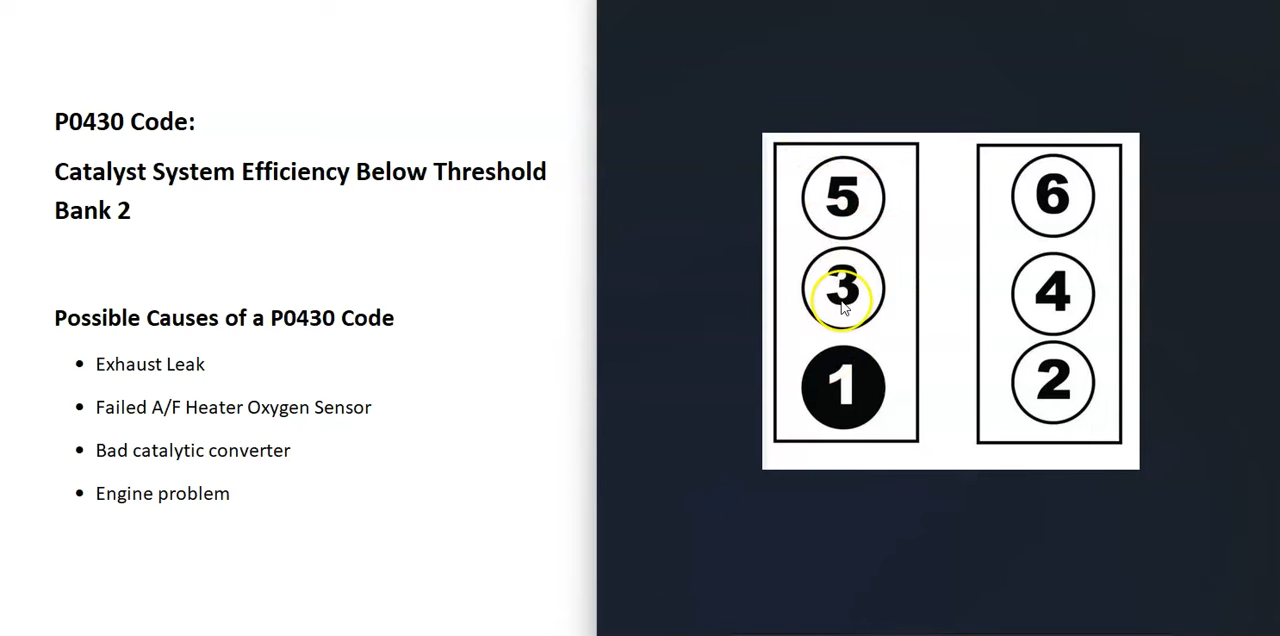 P0430 Code:
Catalyst System Efficiency Below Threshold
Bank 2
Possible Causes of a P0430 Code
• Exhaust Leak
• Failed A/F Heater Oxygen Sensor
• Bad catalytic converter
• Engine problem
5 6
3 4
1 2